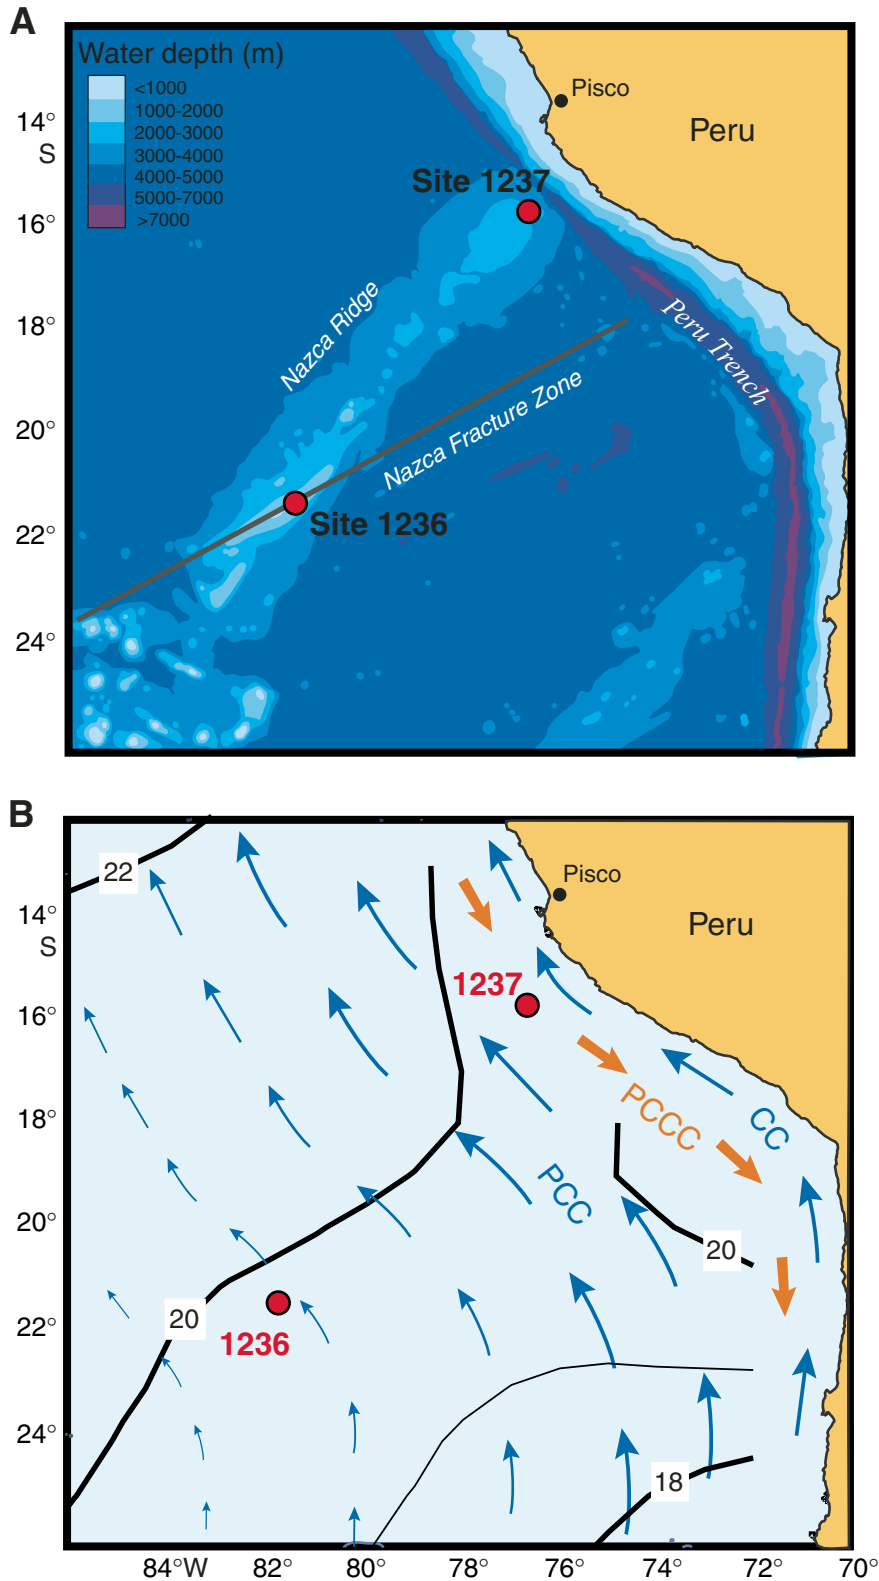 A
Water depth (m)
<1000
1000-2000
2000-3000
3000-4000
4000-5000
5000-7000
>7000
Pisco
Peru
14°
S
16°
18°
20°
22°
24°
Site 1237
Nazca Ridge
Peru Trench
Nazca Fracture Zone
Site 1236
B
22
Pisco
Peru
14°
S
16°
18°
20°
22°
24°
1237
PCCC
CC
PCC
20
20
1236
18
84°W 82° 80° 78° 76° 74° 72° 70°